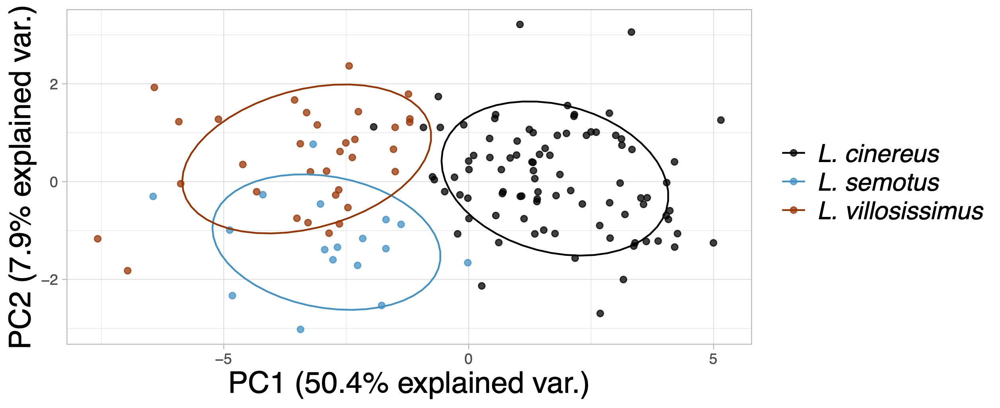 PC2 (7.9% explained var.)
2
0
−2
−5
0
5
PC1 (50.4% explained var.)
L. cinereus
L. semotus
L. villosissimus